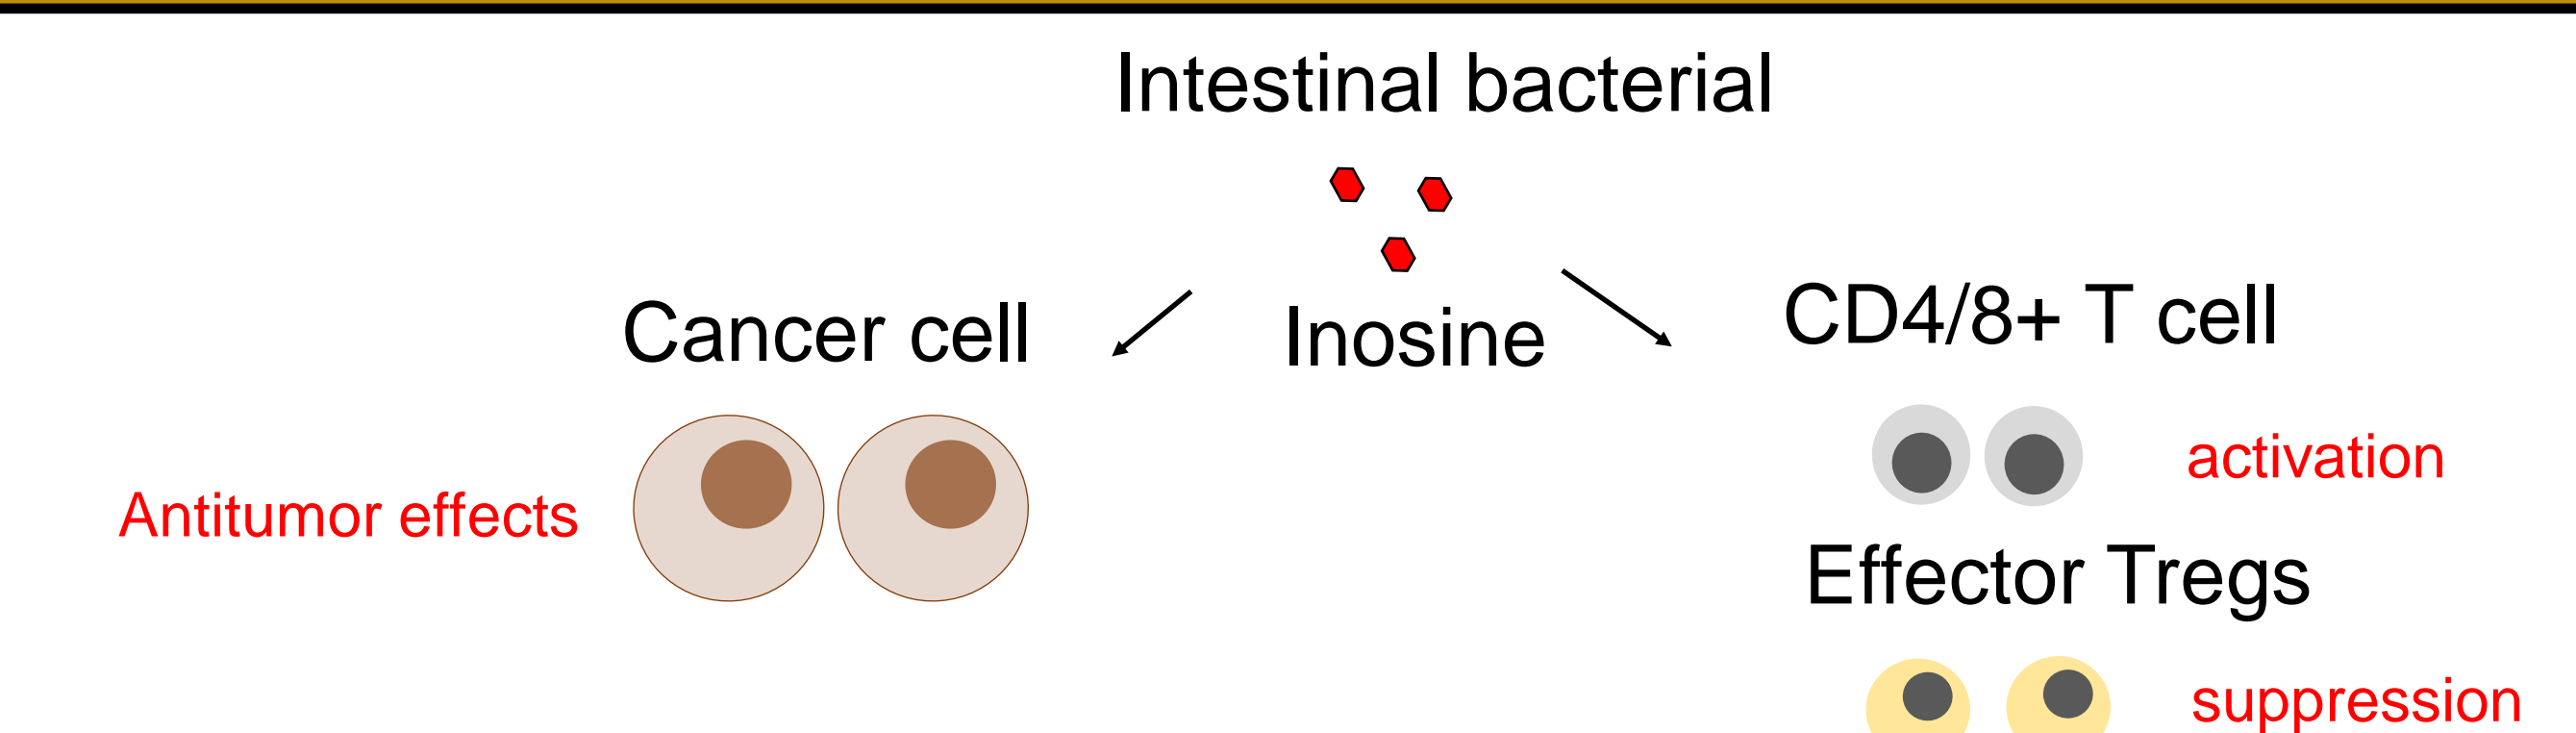 Intestinal bacterial
Cancer cell
Inosine
CD4/8+ T cell
activation
Antitumor effects
Effector Tregs
suppression